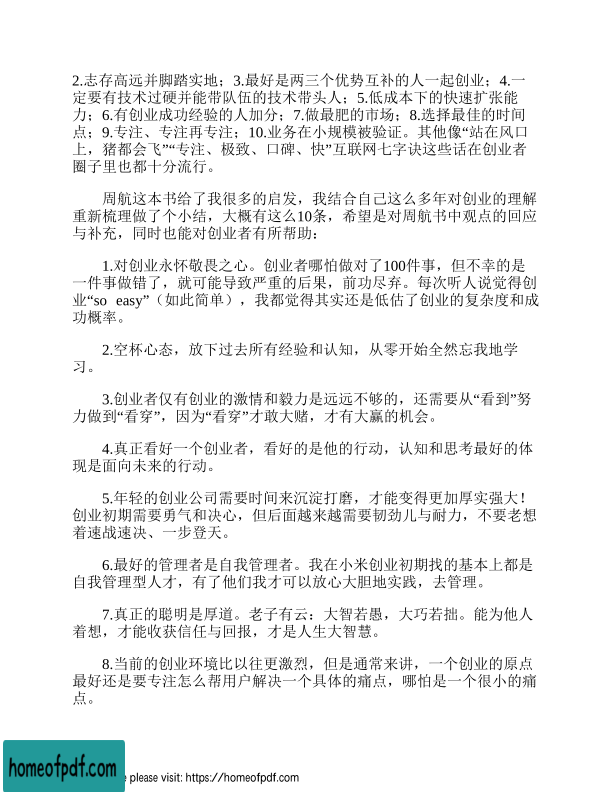 2.志存高远并脚踏实地；3.最好是两三个优势互补的人一起创业；4.一
定要有技术过硬并能带队伍的技术带头人；5.低成本下的快速扩张能
力；6.有创业成功经验的人加分；7.做最肥的市场；8.选择最佳的时间
点；9.专注、专注再专注；10.业务在小规模被验证。其他像“站在风口
上，猪都会飞”“专注、极致、口碑、快”互联网七字诀这些话在创业者
圈子里也都十分流行。
周航这本书给了我很多的启发，我结合自己这么多年对创业的理解
重新梳理做了个小结，大概有这么10条，希望是对周航书中观点的回应
与补充，同时也能对创业者有所帮助：
1.对创业永怀敬畏之心。创业者哪怕做对了100件事，但不幸的是
一件事做错了，就可能导致严重的后果，前功尽弃。每次听人说觉得创
业“so easy”（如此简单），我都觉得其实还是低估了创业的复杂度和成
功概率。
2.空杯心态，放下过去所有经验和认知，从零开始全然忘我地学
习。
3.创业者仅有创业的激情和毅力是远远不够的，还需要从“看到”努
力做到“看穿”，因为“看穿”才敢大赌，才有大赢的机会。
4.真正看好一个创业者，看好的是他的行动，认知和思考最好的体
现是面向未来的行动。
5.年轻的创业公司需要时间来沉淀打磨，才能变得更加厚实强大！
创业初期需要勇气和决心，但后面越来越需要韧劲儿与耐力，不要老想
着速战速决、一步登天。
6.最好的管理者是自我管理者。我在小米创业初期找的基本上都是
自我管理型人才，有了他们我才可以放心大胆地实践，去管理。
7.真正的聪明是厚道。老子有云：大智若愚，大巧若拙。能为他人
着想，才能收获信任与回报，才是人生大智慧。
8.当前的创业环境比以往更激烈，但是通常来讲，一个创业的原点
最好还是要专注怎么帮用户解决一个具体的痛点，哪怕是一个很小的痛
点。
homeofpdf.com
e please visit: https://homeofpdf.com